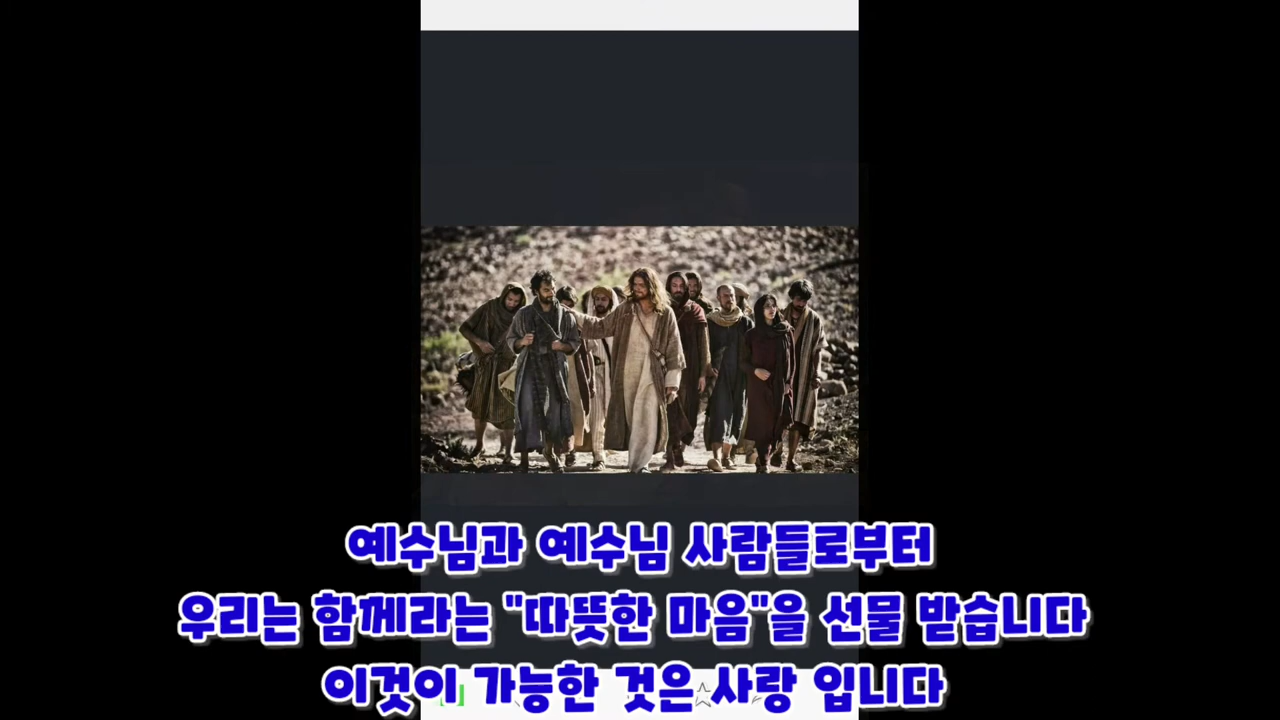 예수님과 예수님 사람들로부터
우리는 함께라는 "따뜻한 마음"을 선물 받습니다
이것이 가능한 것은 사랑 입니다